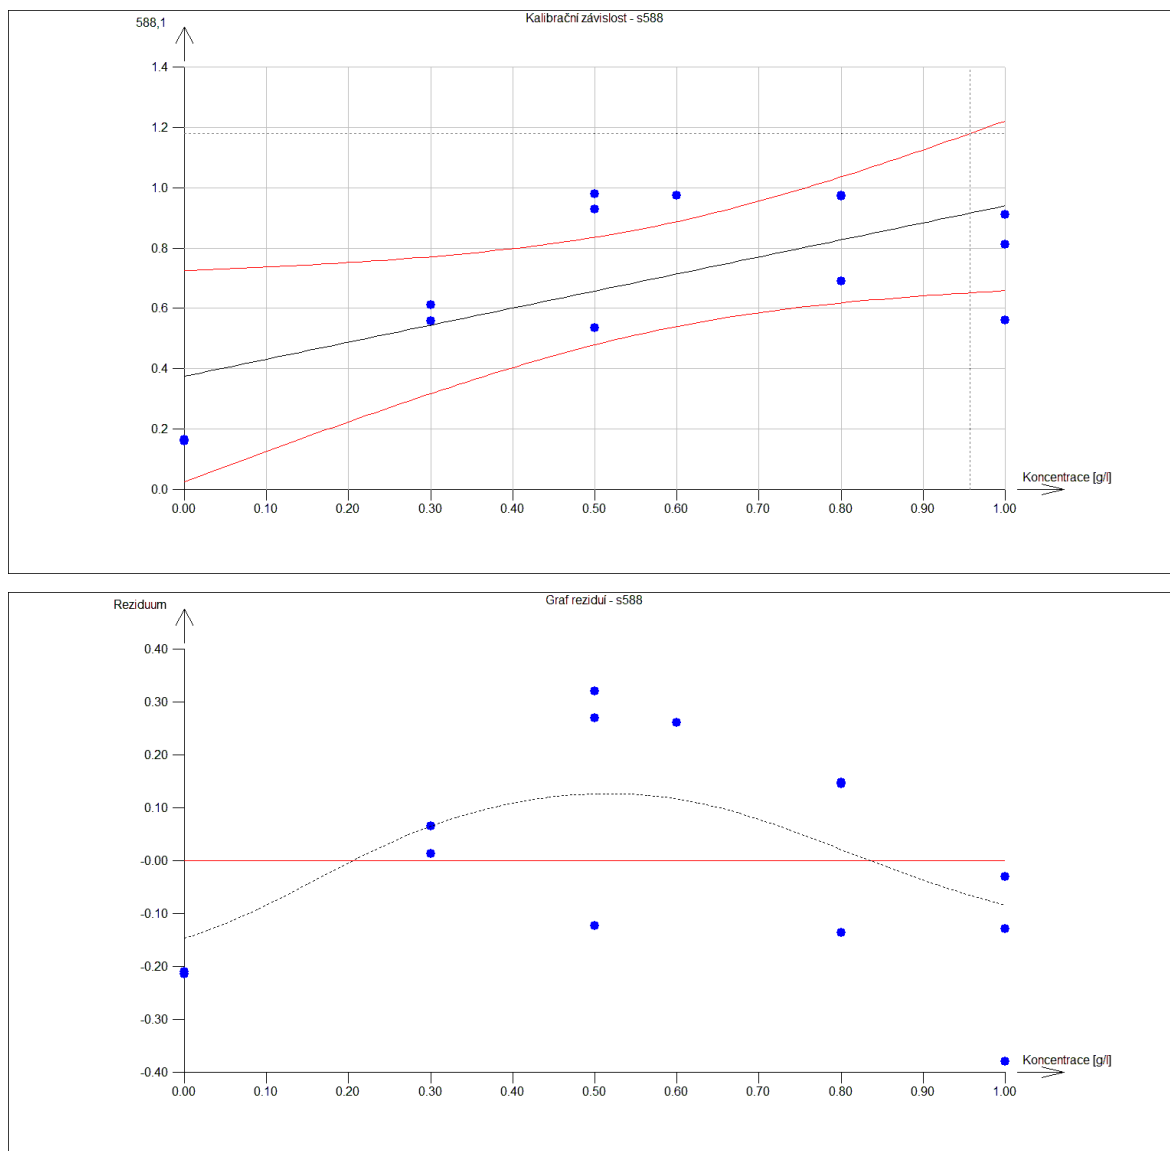 Kalibrační závislost - s588
588,1
1.4
1.2
1.0
0.8
0.6
0.4
0.2
0.0
Koncentrace [g/l]
0.00 0.10 0.20 0.30 0.40 0.50 0.60 0.70 0.80 0.90 1.00
Graf reziduí - s588
Reziduum
0.40
0.30
0.20
0.10
-0.00
-0.10
-0.20
-0.30
-0.40
Koncentrace [g/l]
0.00 0.10 0.20 0.30 0.40 0.50 0.60 0.70 0.80 0.90 1.00